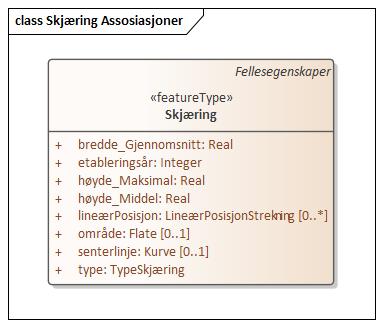 class Skjæring Assosiasjoner
Fellesegenskaper
«featureType»
Skjæring
+ bredde_Gjennomsnitt: Real
+ etableringsår: Integer
+ høyde_Maksimal: Real
+ høyde_Middel: Real
+ lineærPosisjon: LineærPosisjonStrekning [0..*]
+ område: Flate [0..1]
+ senterlinje: Kurve [0..1]
+ type: TypeSkjæring